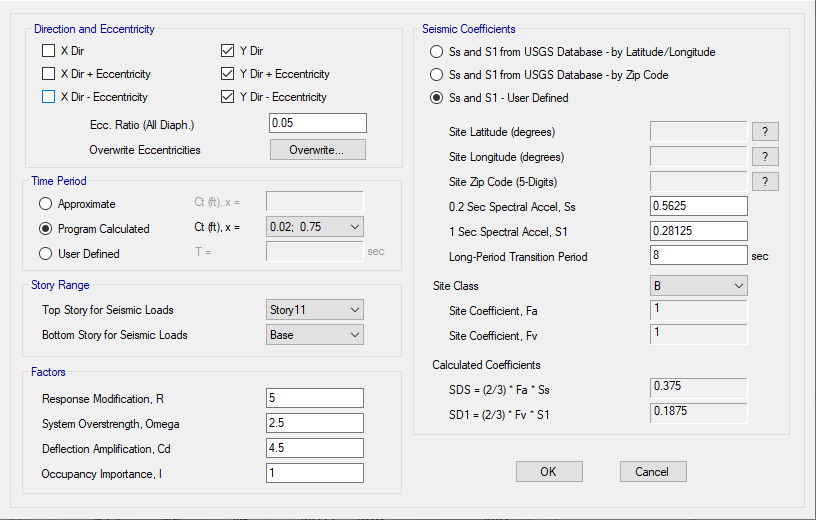 Direction and Eccentricity
X Dir Y Dir
X Dir + Eccentricity Y Dir + Eccentricity
X Dir - Eccentricity Y Dir - Eccentricity
Ecc. Ratio (All Diaph.) 0.05
Overwrite Eccentricities Overwrite...
Time Period
Approximate Ct (ft), x =
Program Calculated Ct (ft), x = 0.02; 0.75
User Defined T = sec
Story Range
Top Story for Seismic Loads Story11
Bottom Story for Seismic Loads Base
Factors
Response Modification, R 5
System Overstrength, Omega 2.5
Deflection Amplification, Cd 4.5
Occupancy Importance, I 1
Seismic Coefficients
Ss and S1 from USGS Database - by Latitude/Longitude
Ss and S1 from USGS Database - by Zip Code
Ss and S1 - User Defined
Site Latitude (degrees) ?
Site Longitude (degrees) ?
Site Zip Code (5-Digits) ?
0.2 Sec Spectral Accel, Ss 0.5625
1 Sec Spectral Accel, S1 0.28125
Long-Period Transition Period 8 sec
Site Class B
Site Coefficient, Fa 1
Site Coefficient, Fv 1
Calculated Coefficients
SDS = (2/3) * Fa * Ss 0.375
SD1 = (2/3) * Fv * S1 0.1875
OK Cancel